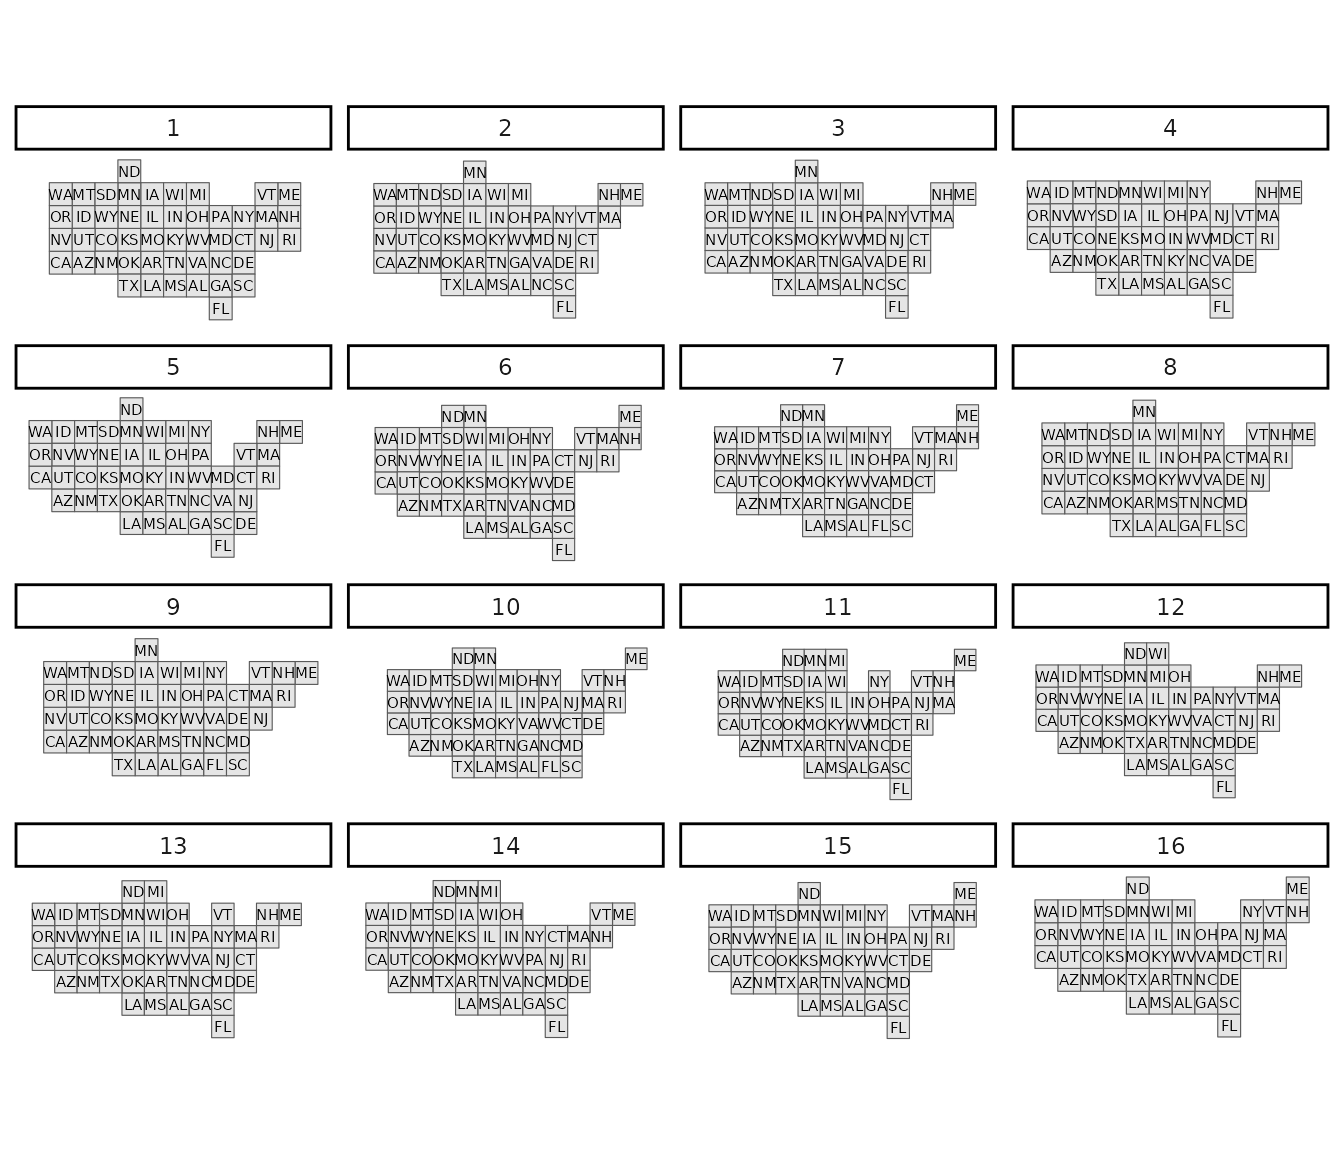 1 2 3 4
ND
WA MT SD MN IA WI MI VT ME
OR ID WY NE IL IN OH PA NY MA NH
NV UT CO KS MO KY WV MD CT NJ RI
CA AZ NM OK AR TN VA NC DE
TX LA MS AL GA SC
FL
MN
WA MT ND SD IA WI MI NH ME
OR ID WY NE IL IN OH PA NY VT MA
NV UT CO KS MO KY WV MD NJ CT
CA AZ NM OK AR TN GA VA DE RI
TX LA MS AL NC SC
FL
MN
WA MT ND SD IA WI MI NH ME
OR ID WY NE IL IN OH PA NY VT MA
NV UT CO KS MO KY WV MD NJ CT
CA AZ NM OK AR TN GA VA DE RI
TX LA MS AL NC SC
FL
WA ID MT ND MN WI MI NY NH ME
OR NV WY SD IA IL OH PA NJ VT MA
CA UT CO NE KS MO IN WV MD CT RI
AZ NM OK AR TN KY NC VA DE
TX LA MS AL GA SC
FL
5 6 7 8
ND
WA ID MT SD MN WI MI NY NH ME
OR NV WY NE IA IL OH PA VT MA
CA UT CO KS MO KY IN WV MD CT RI
AZ NM TX OK AR TN NC VA NJ
LA MS AL GA SC DE
FL
ND MN ME
WA ID MT SD WI MI OH NY VT MA NH
OR NV WY NE IA IL IN PA CT NJ RI
CA UT CO OK KS MO KY WV DE
AZ NM TX AR TN VA NC MD
LA MS AL GA SC
FL
ND MN ME
WA ID MT SD IA WI MI NY VT MA NH
OR NV WY NE KS IL IN OH PA NJ RI
CA UT CO OK MO KY WV VA MD CT
AZ NM TX AR TN GA NC DE
LA MS AL FL SC
MN
WA MT ND SD IA WI MI NY VT NH ME
OR ID WY NE IL IN OH PA CT MA RI
NV UT CO KS MO KY WV VA DE NJ
CA AZ NM OK AR MS TN NC MD
TX LA AL GA FL SC
9 10 11 12
MN
WA MT ND SD IA WI MI NY VT NH ME
OR ID WY NE IL IN OH PA CT MA RI
NV UT CO KS MO KY WV VA DE NJ
CA AZ NM OK AR MS TN NC MD
TX LA AL GA FL SC
ND MN ME
WA ID MT SD WI MI OH NY VT NH
OR NV WY NE IA IL IN PA NJ MA RI
CA UT CO KS MO KY VA WV CT DE
AZ NM OK AR TN GA NC MD
TX LA MS AL FL SC
ND MN MI ME
WA ID MT SD IA WI NY VT NH
OR NV WY NE KS IL IN OH PA NJ MA
CA UT CO OK MO KY WV MD CT RI
AZ NM TX AR TN VA NC DE
LA MS AL GA SC
FL
ND WI
WA ID MT SD MN MI OH NH ME
OR NV WY NE IA IL IN PA NY VT MA
CA UT CO KS MO KY WV VA CT NJ RI
AZ NM OK TX AR TN NC MD DE
LA MS AL GA SC
FL
13 14 15 16
ND MI
WA ID MT SD MN WI OH VT NH ME
OR NV WY NE IA IL IN PA NY MA RI
CA UT CO KS MO KY WV VA NJ CT
AZ NM TX OK AR TN NC MD DE
LA MS AL GA SC
FL
ND MN MI
WA ID MT SD IA WI OH VT ME
OR NV WY NE KS IL IN NY CT MA NH
CA UT CO OK MO KY WV PA NJ RI
AZ NM TX AR TN VA NC MD DE
LA MS AL GA SC
FL
ND ME
WA ID MT SD MN WI MI NY VT MA NH
OR NV WY NE IA IL IN OH PA NJ RI
CA UT CO OK KS MO KY WV CT DE
AZ NM TX AR TN VA NC MD
LA MS AL GA SC
FL
ND ME
WA ID MT SD MN WI MI NY VT NH
OR NV WY NE IA IL IN OH PA NJ MA
CA UT CO KS MO KY WV VA MD CT RI
AZ NM OK TX AR TN NC DE
LA MS AL GA SC
FL